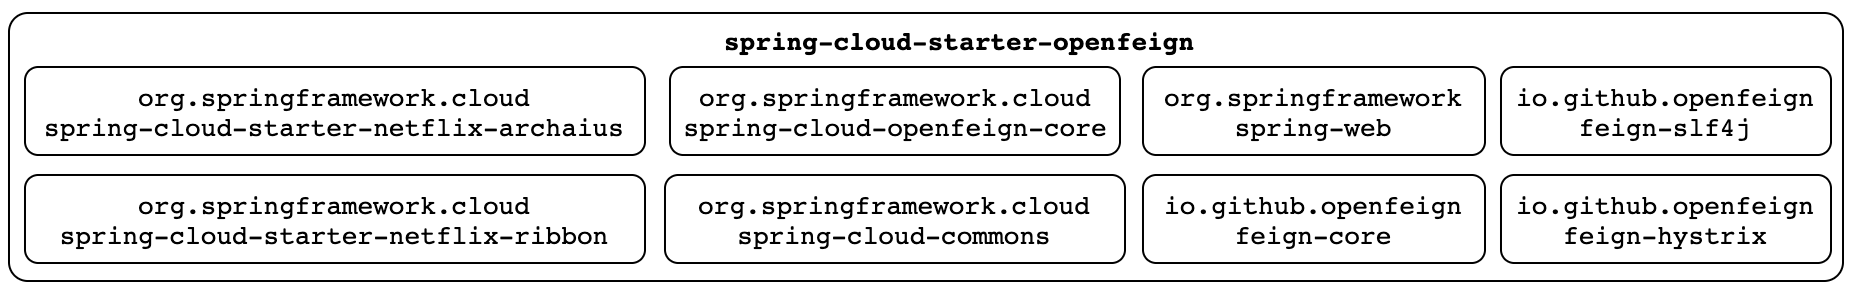 spring-cloud-starter-openfeign
org.springframework.cloud
spring-cloud-starter-netflix-archaius
org.springframework.cloud
spring-cloud-openfeign-core
org.springframework
spring-web
io.github.openfeign
feign-slf4j
org.springframework.cloud
spring-cloud-starter-netflix-ribbon
org.springframework.cloud
spring-cloud-commons
io.github.openfeign
feign-core
io.github.openfeign
feign-hystrix